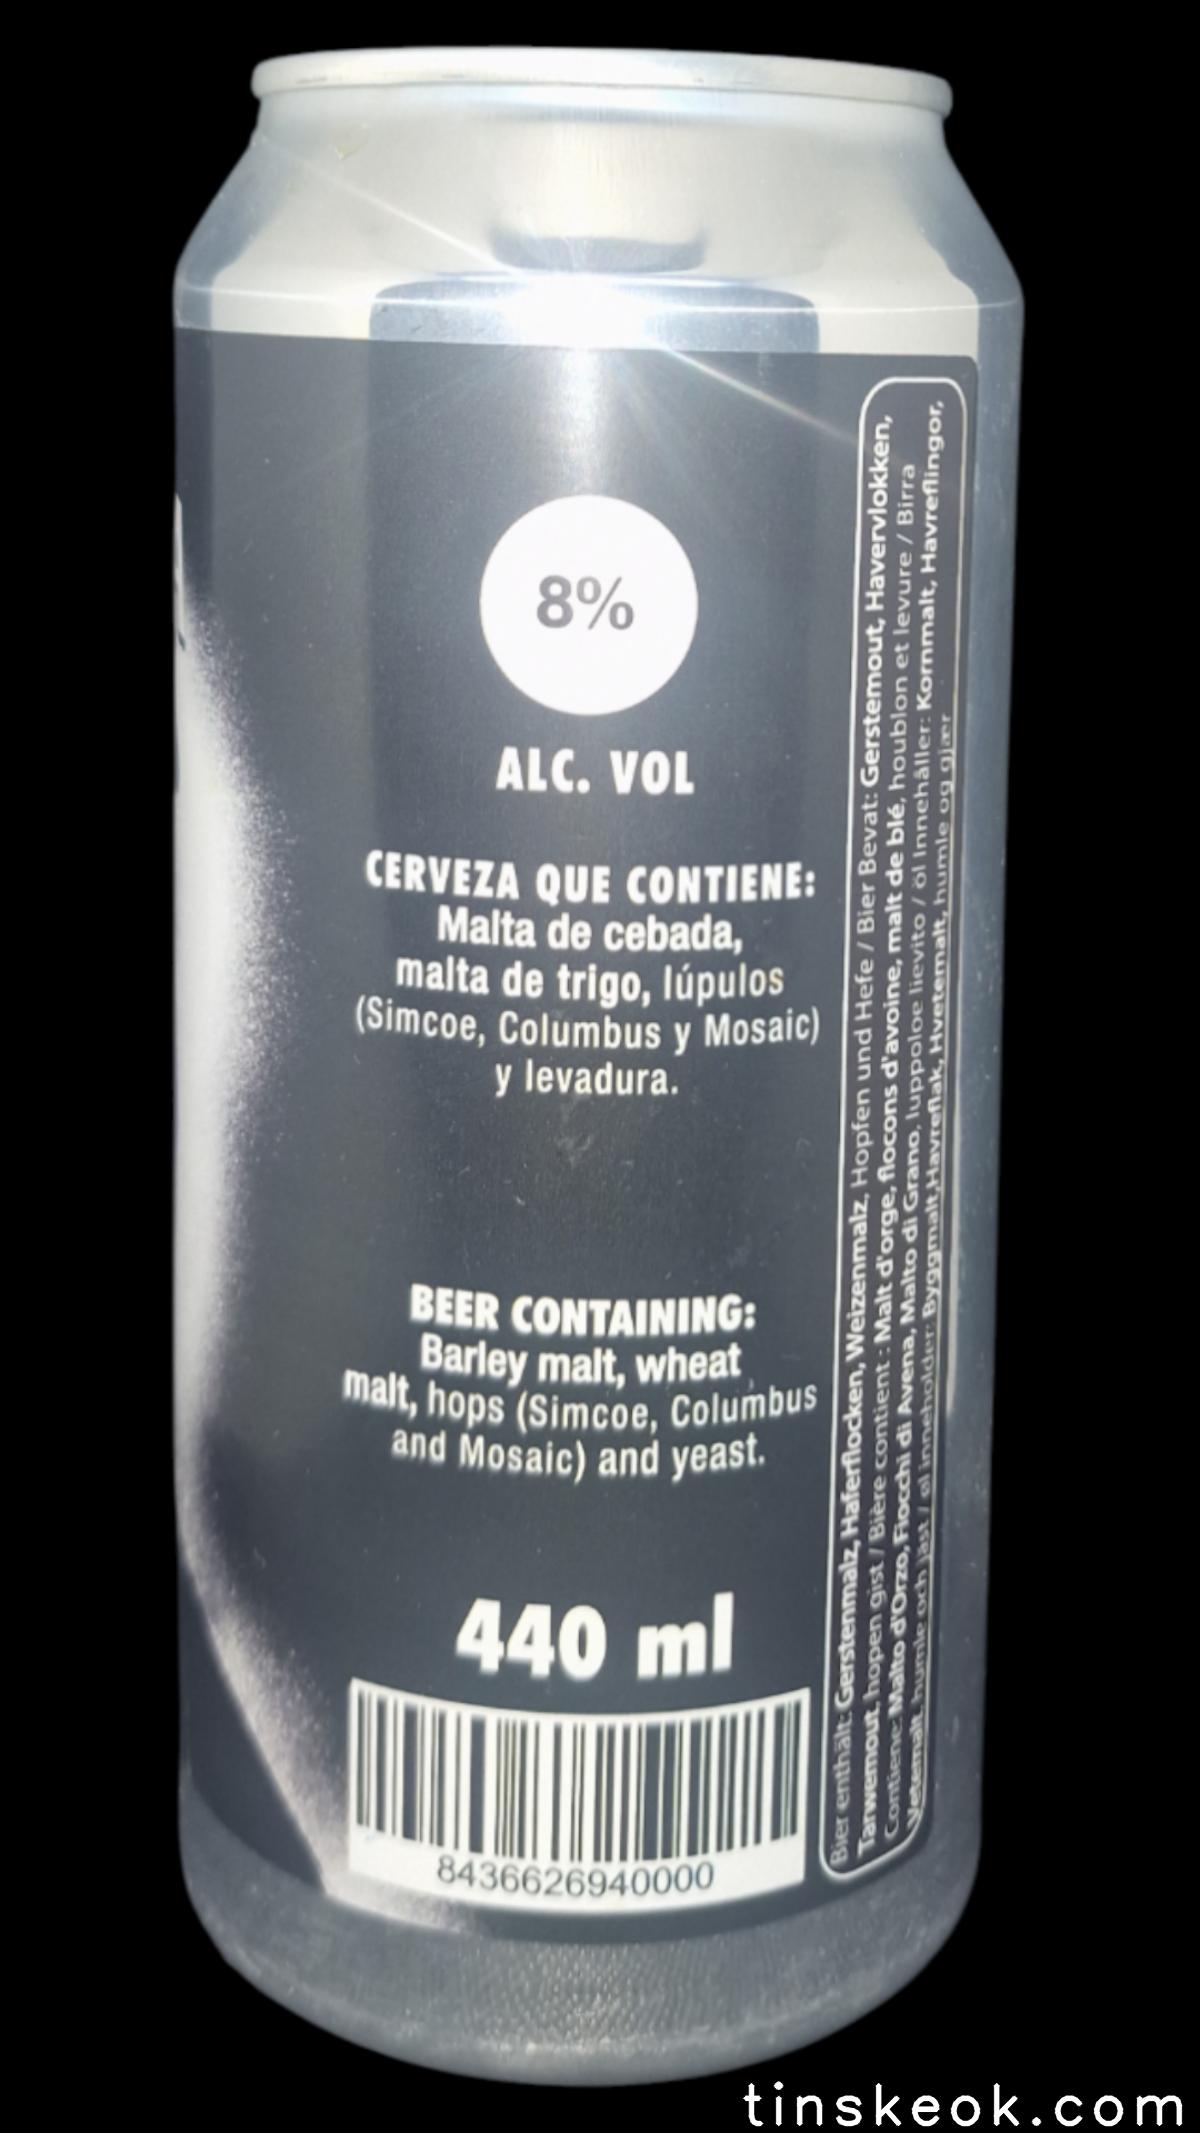 8%
ALC. VOL
CERVEZA QUE CONTIENE:
Malta de cebada,
malta de trigo, lúpulos
(Simcoe, Columbus y Mosaic)
y levadura.
BEER CONTAINING:
Barley malt, wheat
malt, hops (Simcoe, Columbus
and Mosaic) and yeast.
440 ml
8436626940000
Bier enthält: Gerstenmalz, Haferflocken, Weizenmalz, Hopfen und Hefe / Bier Bevat: Gerstemout, Havervlokken,
Tarwemout, hopen gist / Bière contient : Malt d'orge, flocons d'avoine, malt de blé, houblon et levure / Birra
Contiene: Malto d'Orzo, Fiocchi di Avena, Malto di Grano, luppoloe lievito / öl Innehåller: Kornmalt, Havreflingor,
Vetemalt, humle och jäst / øl inneholder: Byggmalt,Havreflak, Hvetemalt, humle og gjær
tinskeok.com